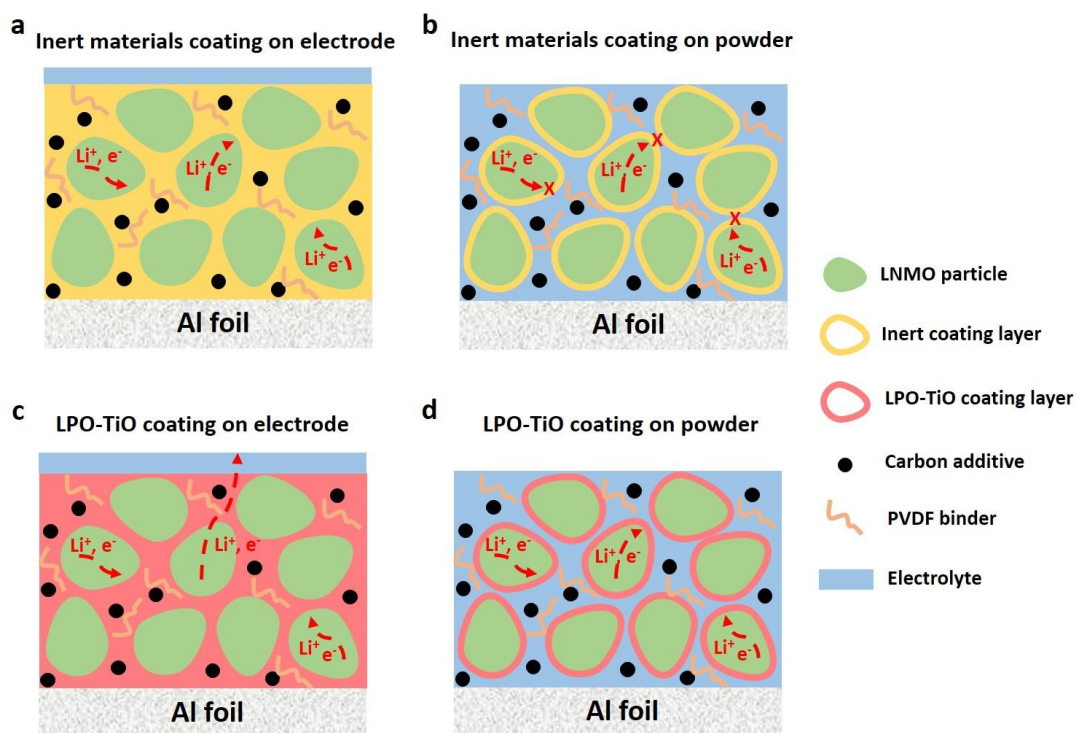 a
Inert materials coating on electrode
Li⁺, e⁻
Li⁺ e⁻
Li⁺ e⁻
Al foil
b
Inert materials coating on powder
Li⁺, e⁻
X
Li⁺ e⁻
X
X
Li⁺ e⁻
Al foil
LNMO particle
Inert coating layer
LPO-TiO coating layer
Carbon additive
PVDF binder
Electrolyte
c
LPO-TiO coating on electrode
Li⁺, e⁻
Li⁺, e⁻
Li⁺ e⁻
Al foil
d
LPO-TiO coating on powder
Li⁺, e⁻
Li⁺ e⁻
Li⁺ e⁻
Al foil